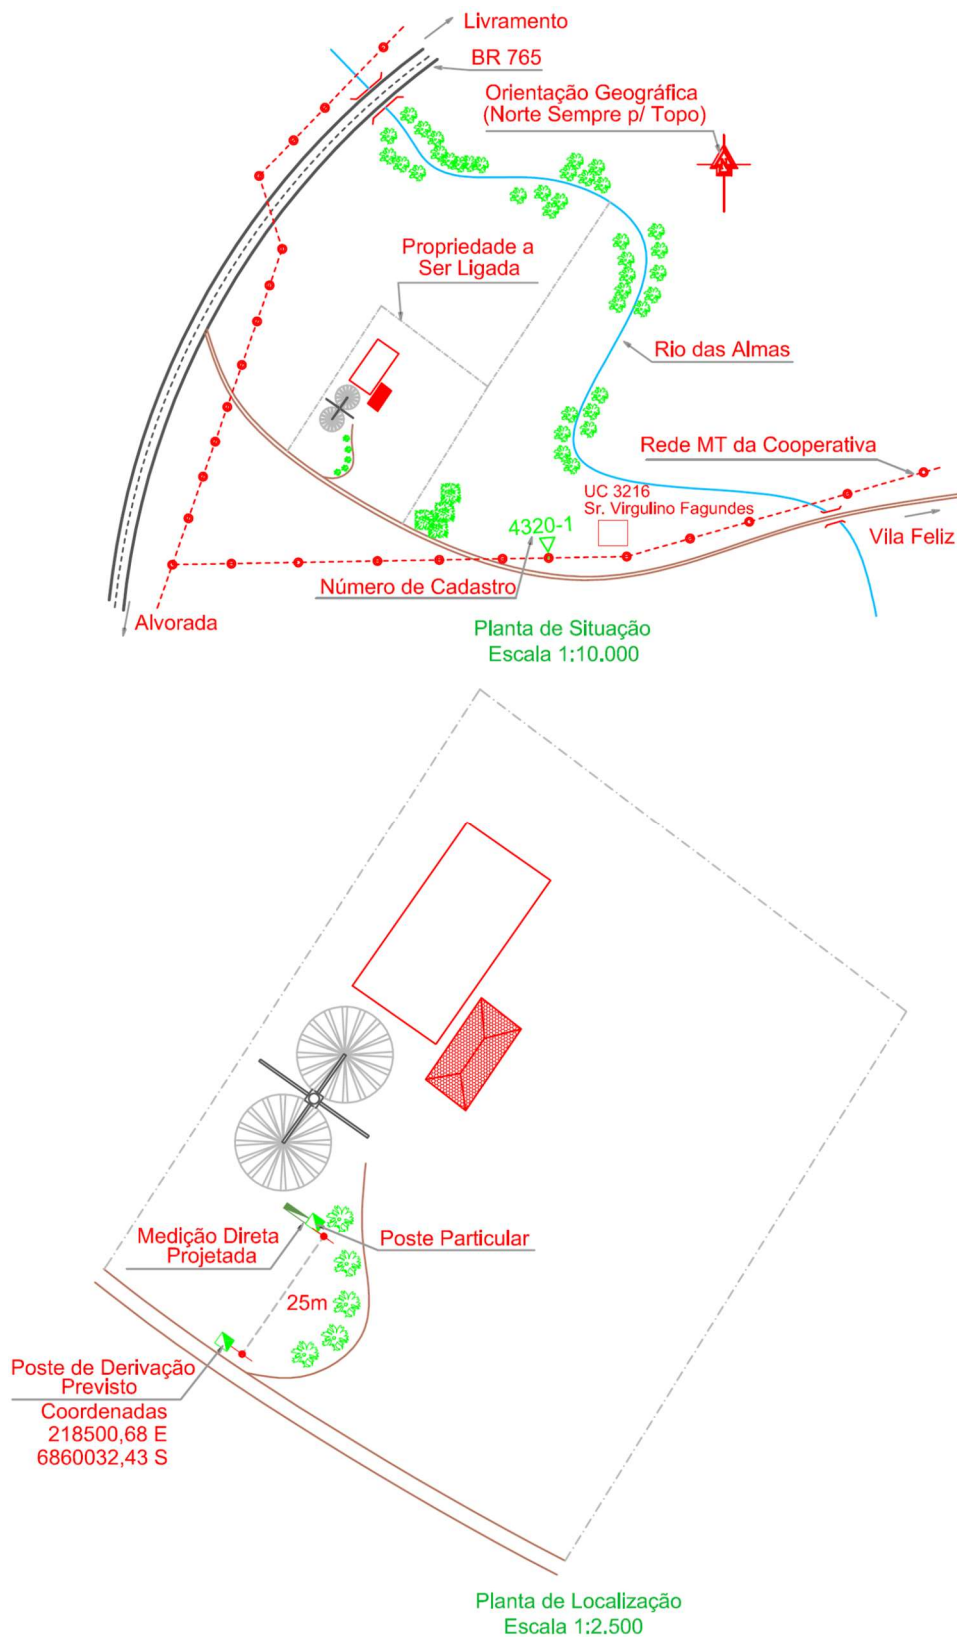 Livramento
BR 765
Orientação Geográfica
(Norte Sempre p/ Topo)
Propriedade a
Ser Ligada
Rio das Almas
Rede MT da Cooperativa
UC 3216
Sr. Virgulino Fagundes
4320-1
Vila Feliz
Número de Cadastro
Alvorada
Planta de Situação
Escala 1:10.000
Medição Direta
Projetada
Poste Particular
25m
Poste de Derivação
Previsto
Coordenadas
218500,68 E
6860032,43 S
Planta de Localização
Escala 1:2.500